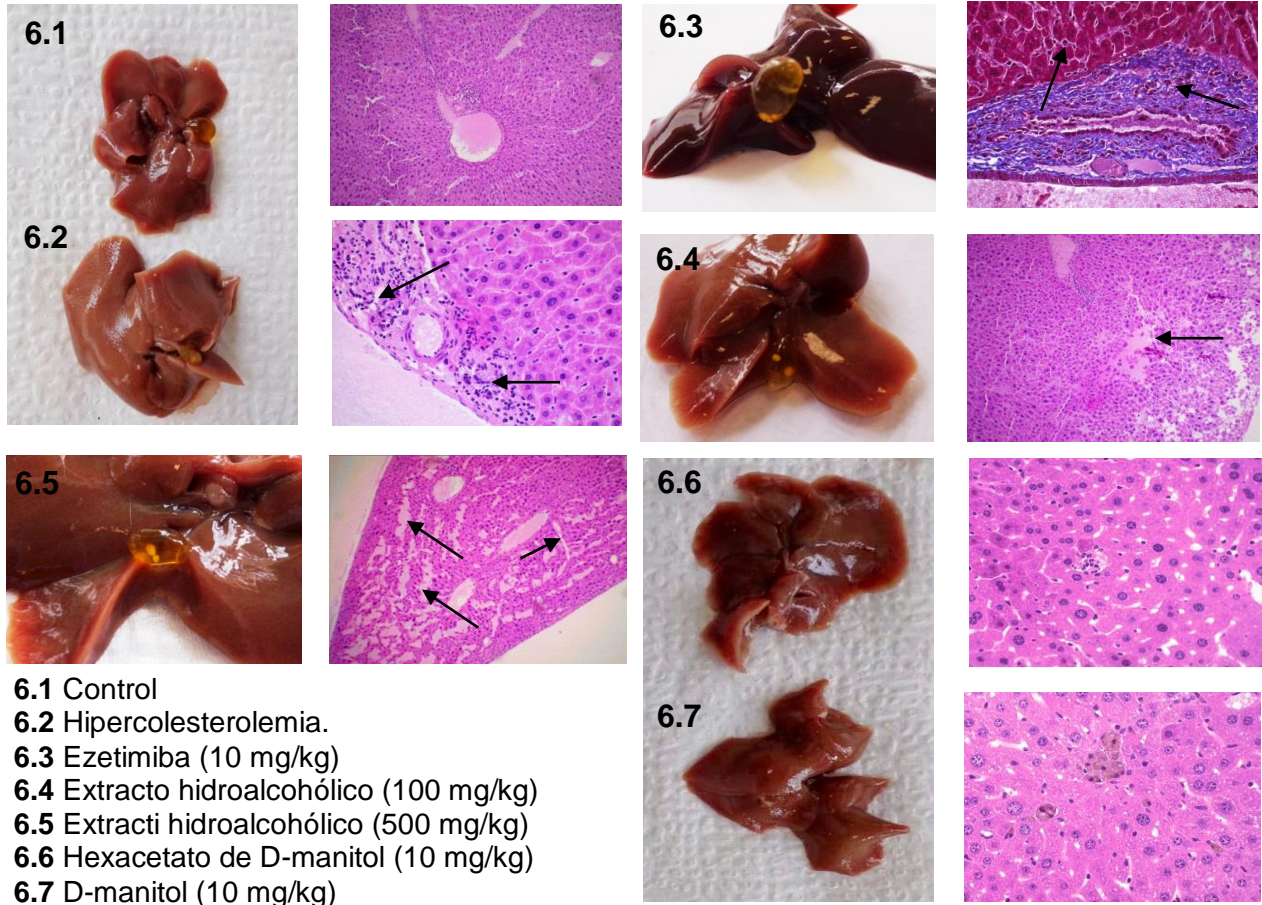 6.1
6.2
6.3
6.4
6.5
6.6
6.7
6.1 Control
6.2 Hipercolesterolemia.
6.3 Ezetimiba (10 mg/kg)
6.4 Extracto hidroalcohólico (100 mg/kg)
6.5 Extracti hidroalcohólico (500 mg/kg)
6.6 Hexacetato de D-manitol (10 mg/kg)
6.7 D-manitol (10 mg/kg)